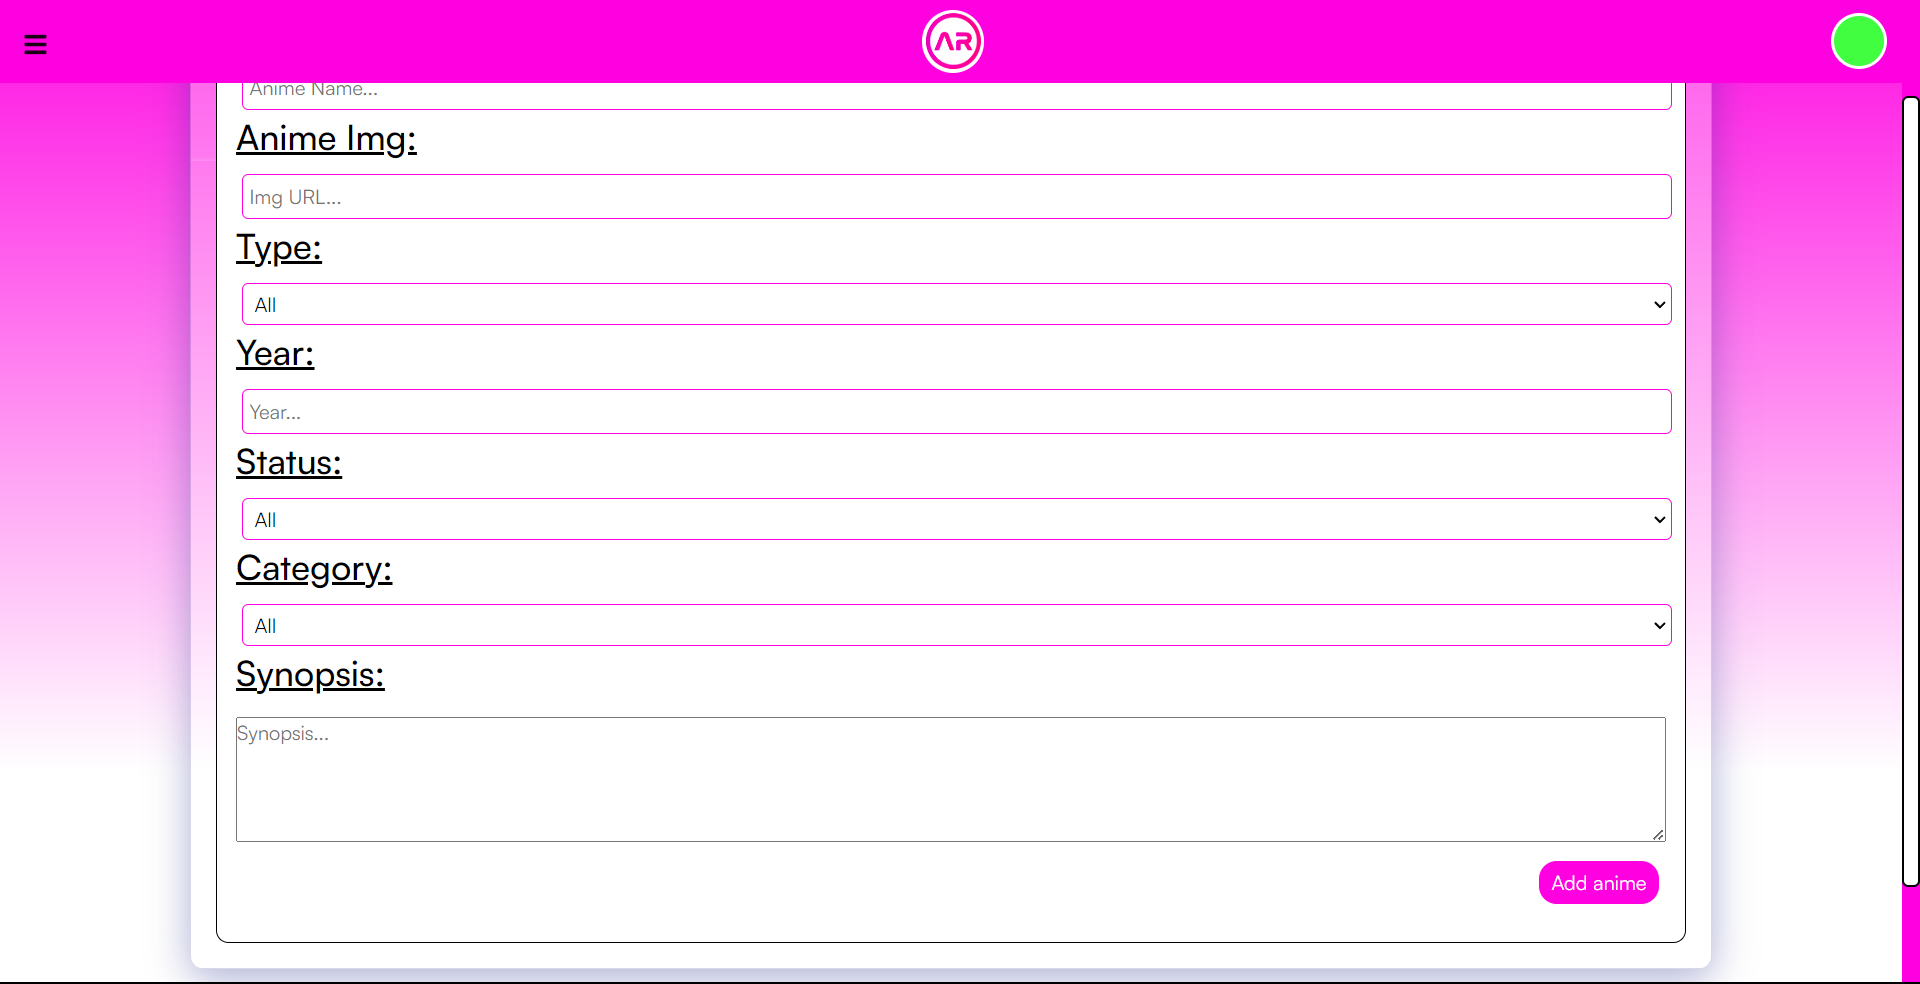 AR
Anime Name...
Anime Img:
Img URL...
Type:
All
Year:
Year...
Status:
All
Category:
All
Synopsis:
Synopsis...
Add anime